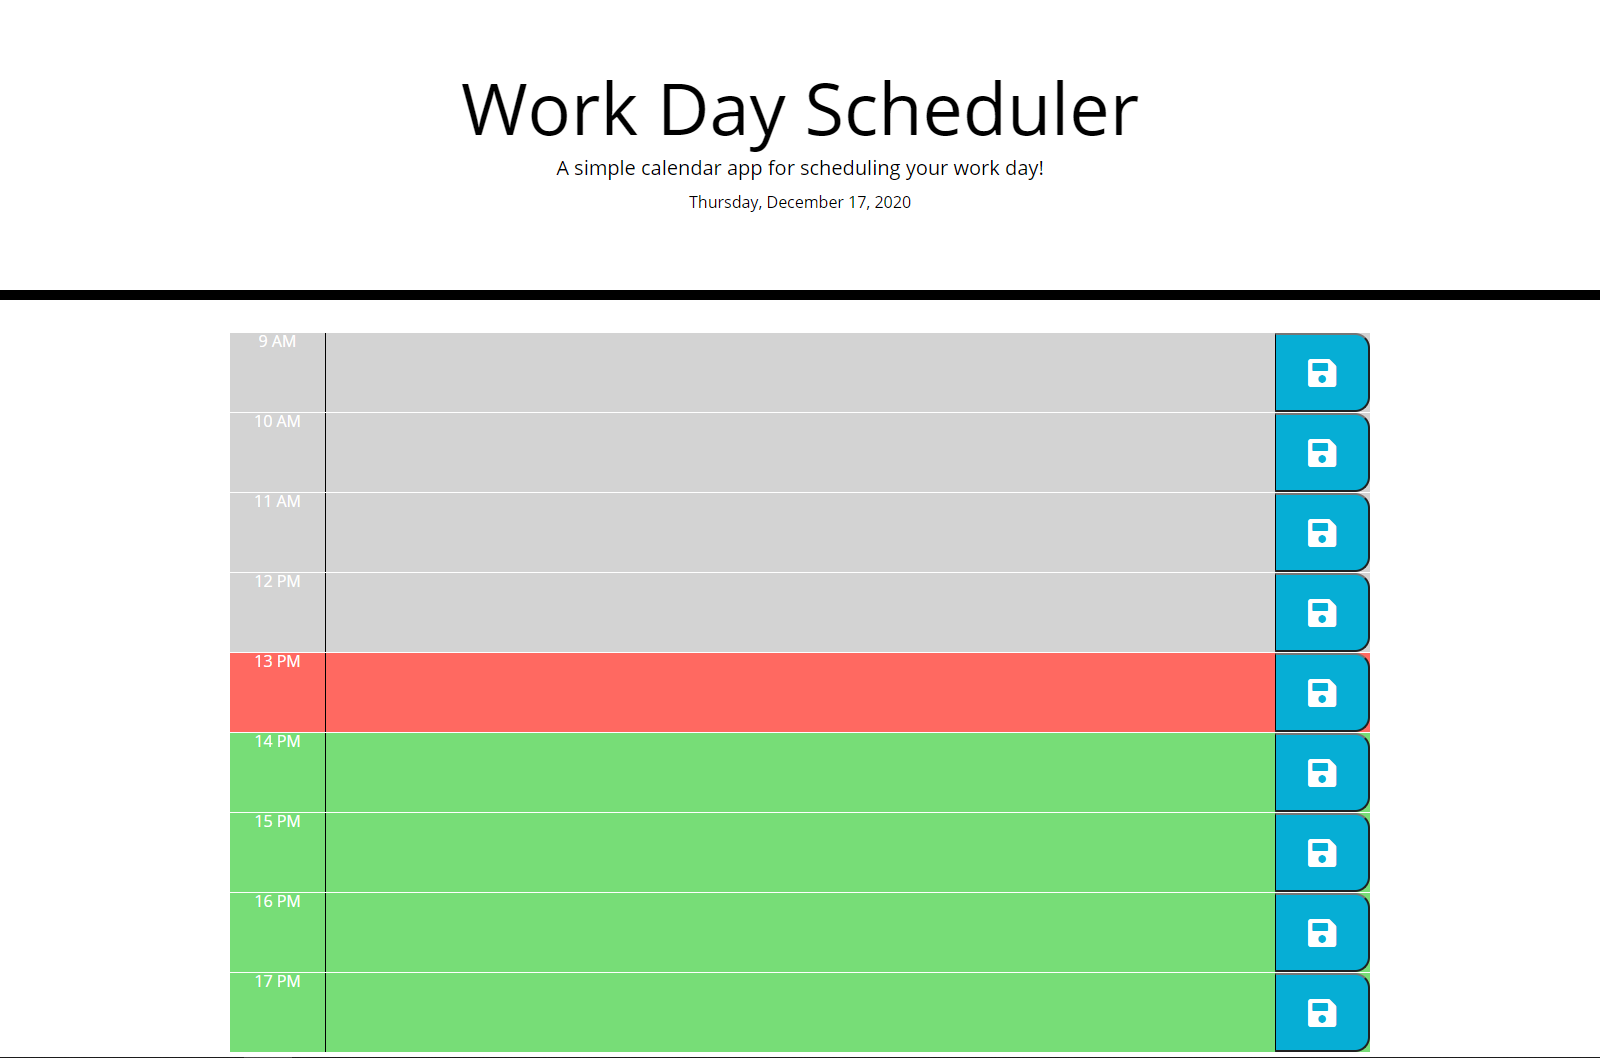 Work Day Scheduler
A simple calendar app for scheduling your work day!
Thursday, December 17, 2020
9 AM
10 AM
11 AM
12 PM
13 PM
14 PM
15 PM
16 PM
17 PM